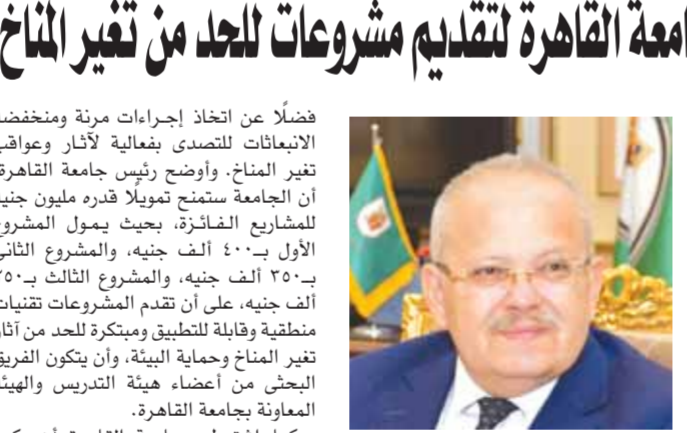 امعة القاهرة لتقديم مشروعات للحد من تغير المناخ
فضلًا عن اتخاذ إجراءات مرنة ومنخفضة
الانبعاثات للتصدى بفعالية لآثار وعواقب
تغير المناخ. وأوضح رئيس جامعة القاهرة،
أن الجامعة ستمنح تمويلًا قدره مليون جنيه
للمشاريع الفائزة، بحيث يمول المشروع
الأول بـ٤٠٠ ألف جنيه، والمشروع الثانى
بـ٣٥٠ ألف جنيه، والمشروع الثالث بـ٢٥٠
ألف جنيه، على أن تقدم المشروعات تقنيات
منطقية وقابلة للتطبيق ومبتكرة للحد من آثار
تغير المناخ وحماية البيئة، وأن يتكون الفريق
البحثى من أعضاء هيئة التدريس والهيئة
المعاونة بجامعة القاهرة.